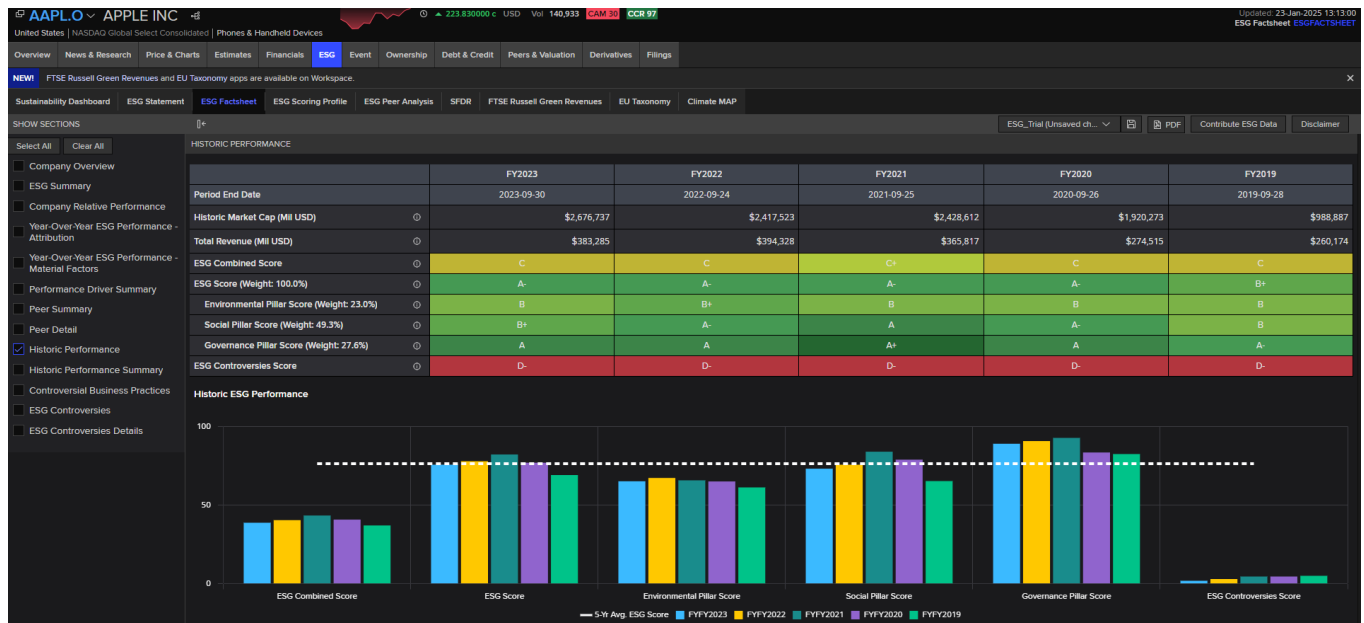 AAPL.O APPLE INC 223.830000 c USD Vol 140,933 CAM 30 CCR 97 Updated: 23-Jan-2025 13:13:00
ESG Factsheet ESGFACTSHEET
United States | NASDAQ Global Select Consolidated | Phones & Handheld Devices
Overview News & Research Price & Charts Estimates Financials ESG Event Ownership Debt & Credit Peers & Valuation Derivatives Filings
NEW! FTSE Russell Green Revenues and EU Taxonomy apps are available on Workspace.
Sustainability Dashboard ESG Statement ESG Factsheet ESG Scoring Profile ESG Peer Analysis SFDR FTSE Russell Green Revenues EU Taxonomy Climate MAP
SHOW SECTIONS ESG_Trial (Unsaved ch... PDF Contribute ESG Data Disclaimer
Select All Clear All
Company Overview
ESG Summary
Company Relative Performance
Year-Over-Year ESG Performance -
Attribution
Year-Over-Year ESG Performance -
Material Factors
Performance Driver Summary
Peer Summary
Peer Detail
Historic Performance
Historic Performance Summary
Controversial Business Practices
ESG Controversies
ESG Controversies Details
HISTORIC PERFORMANCE
FY2023 FY2022 FY2021 FY2020 FY2019
Period End Date 2023-09-30 2022-09-24 2021-09-25 2020-09-26 2019-09-28
Historic Market Cap (Mil USD) $2,676,737 $2,417,523 $2,428,612 $1,920,273 $988,887
Total Revenue (Mil USD) $383,285 $394,328 $365,817 $274,515 $260,174
ESG Combined Score C C C+ C C
ESG Score (Weight: 100.0%) A- A- A- A- B+
Environmental Pillar Score (Weight: 23.0%) B B+ B B B
Social Pillar Score (Weight: 49.3%) B+ A- A A- B
Governance Pillar Score (Weight: 27.6%) A A A+ A A-
ESG Controversies Score D- D- D- D- D-
Historic ESG Performance
100
50
0
ESG Combined Score ESG Score Environmental Pillar Score Social Pillar Score Governance Pillar Score ESG Controversies Score
5-Yr Avg. ESG Score FYFY2023 FYFY2022 FYFY2021 FYFY2020 FYFY2019